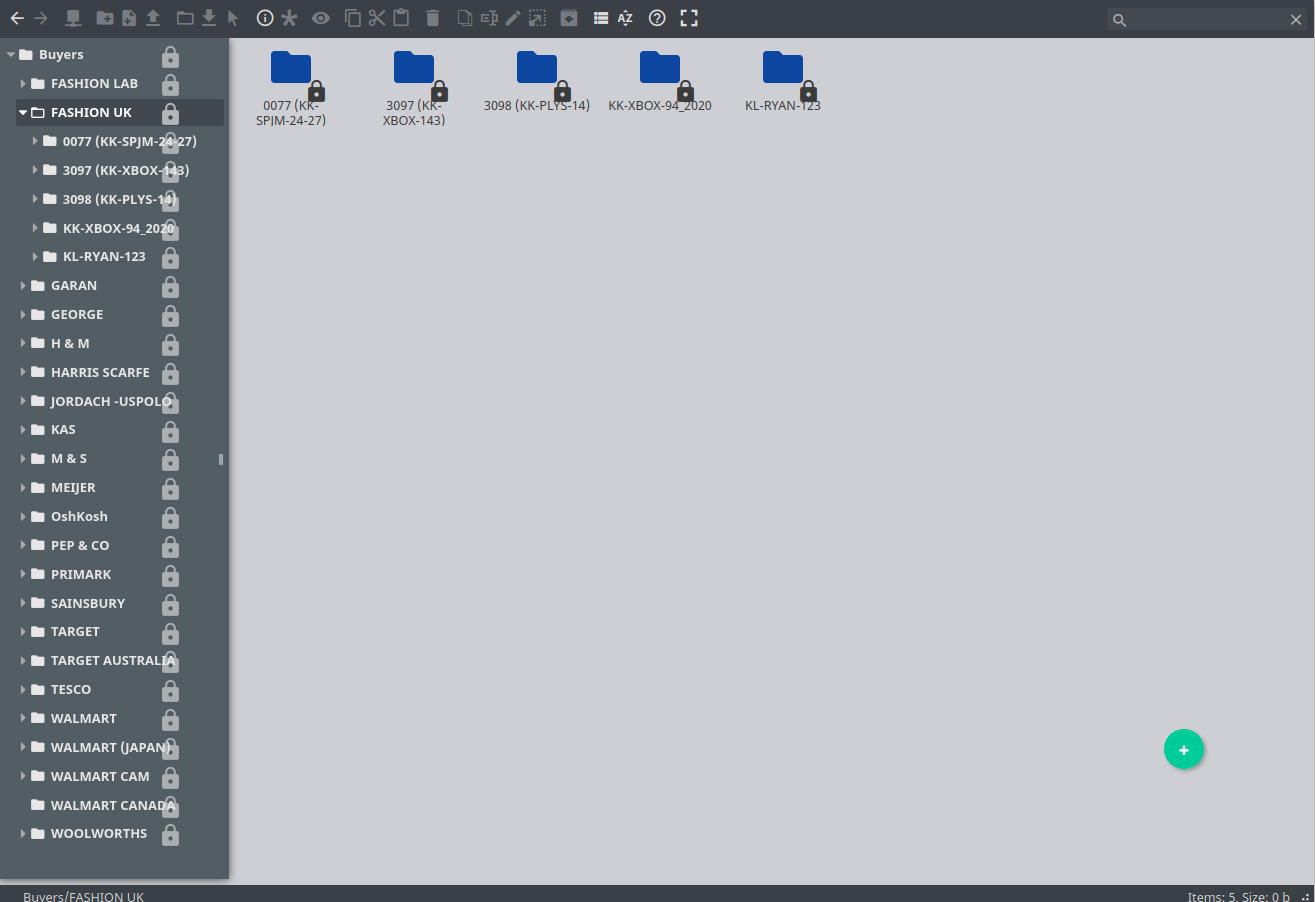 Buyers
FASHION LAB
FASHION UK
0077 (KK-SPJM-24-27)
3097 (KK-XBOX-143)
3098 (KK-PLYS-14)
KK-XBOX-94_2020
KL-RYAN-123
GARAN
GEORGE
H & M
HARRIS SCARFE
JORDACH -USPOLO
KAS
M & S
MEIJER
OshKosh
PEP & CO
PRIMARK
SAINSBURY
TARGET
TARGET AUSTRALIA
TESCO
WALMART
WALMART (JAPAN)
WALMART CAM
WALMART CANADA
WOOLWORTHS
0077 (KK-
SPJM-24-27)
3097 (KK-
XBOX-143)
3098 (KK-PLYS-14)
KK-XBOX-94_2020
KL-RYAN-123
Buyers/FASHION UK
Items: 5, Size: 0 b